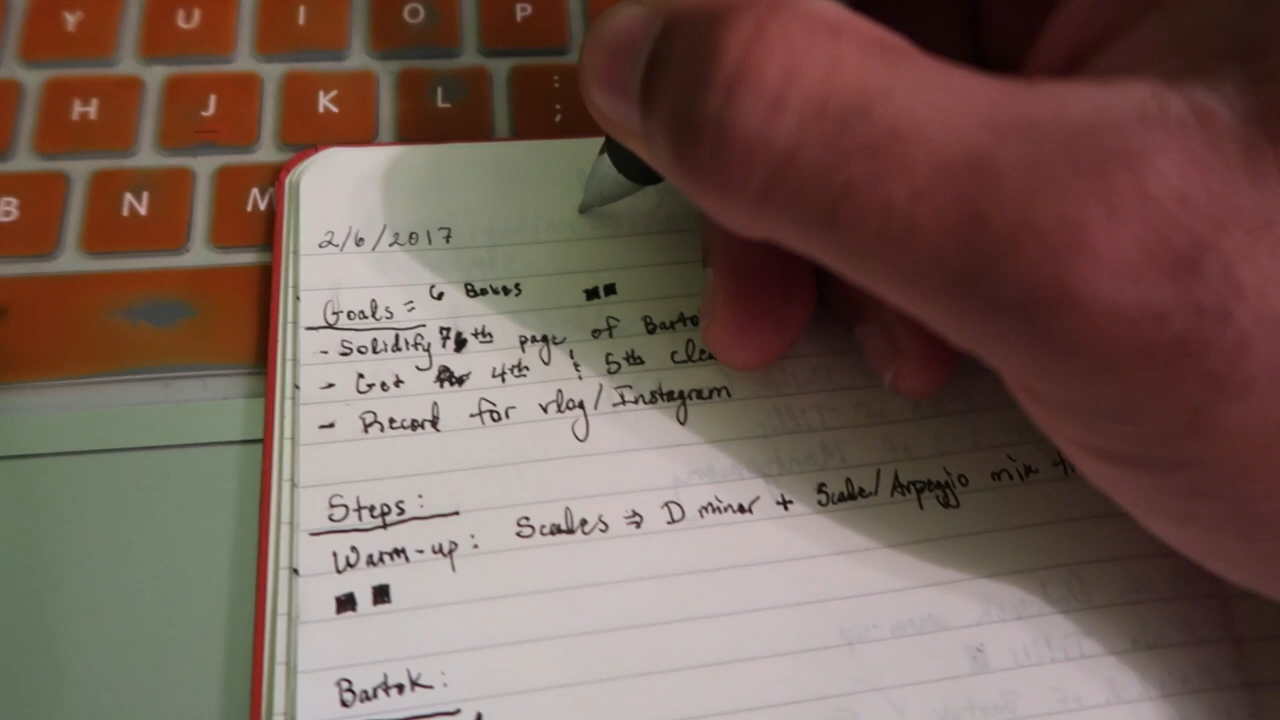 Y U I O P
H J K L : ;
B N M
2/6/2017
Goals = 6 Boxes
- Solidify 7th page of Barto
- Get 4th & 5th clea
- Record for vlog/Instagram
Steps:
Warm-up: Scales ⇒ D minor + Scale/Arpeggio mix
Bartok: